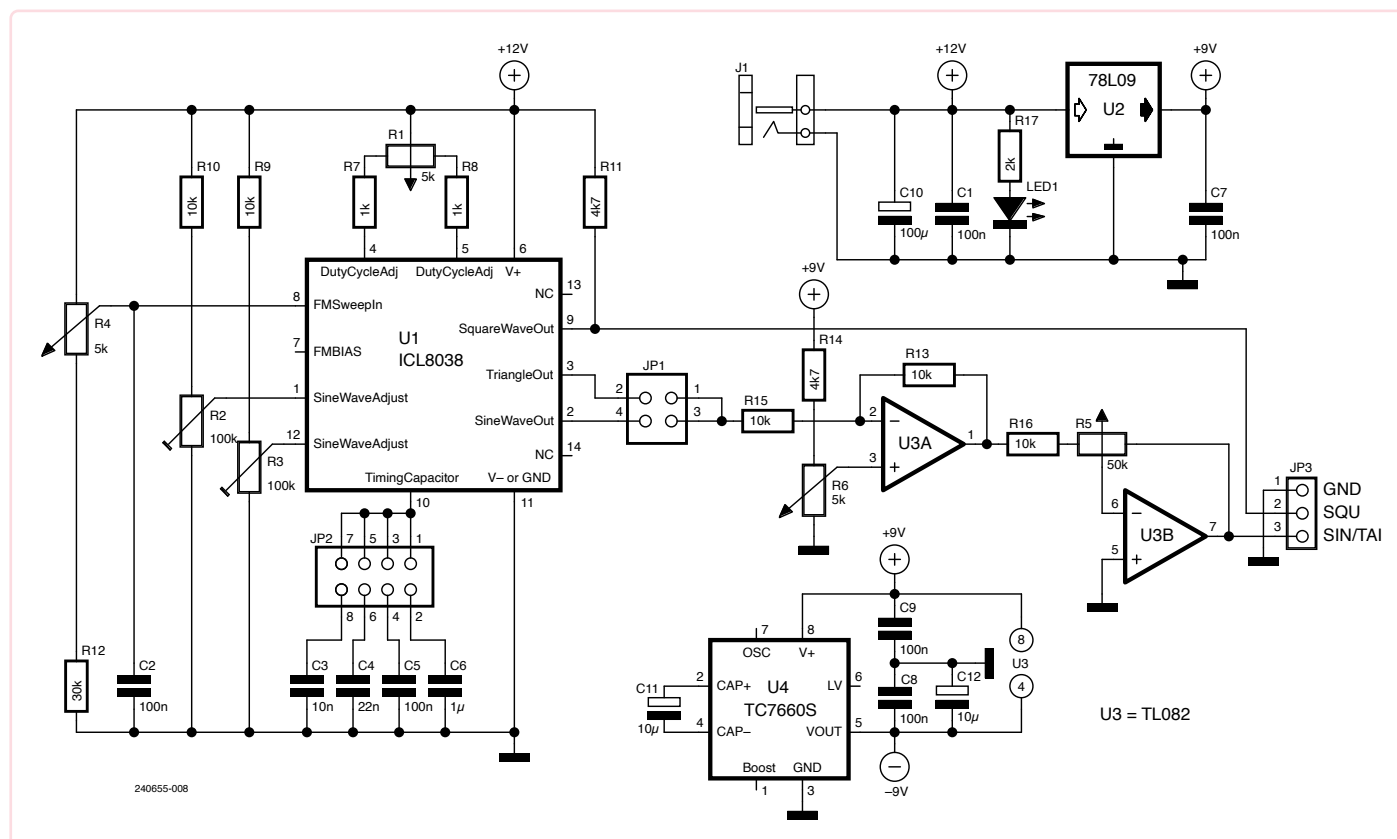 +12V
J1
+12V
78L09
U2
+9V
R10
10k
R9
10k
R1
5k
R7
1k
R8
1k
R11
4k7
R17
2k
LED1
C10
100µ
C1
100n
C7
100n
4
5
6
DutyCycleAdj
DutyCycleAdj
V+
8
FMSweepIn
NC
13
R4
5k
7
FMBIAS
U1
ICL8038
SquareWaveOut
9
TriangleOut
3
1
SineWaveAdjust
SineWaveOut
2
12
SineWaveAdjust
NC
14
R2
100k
R3
100k
TimingCapacitor
V– or GND
10
11
JP1
2
1
4
3
+9V
R14
4k7
R15
10k
R13
10k
2
3
1
U3A
R6
5k
R16
10k
R5
50k
6
5
7
U3B
JP3
1
GND
2
SQU
3
SIN/TAI
JP2
7
5
3
1
8
6
4
2
R12
30k
C2
100n
C3
10n
C4
22n
C5
100n
C6
1µ
+9V
7
8
OSC
V+
C9
100n
8
U3
4
C11
10µ
2
CAP+
U4
TC7660S
LV
6
4
CAP–
VOUT
5
C8
100n
C12
10µ
Boost
GND
1
3
–9V
U3 = TL082
240655-008